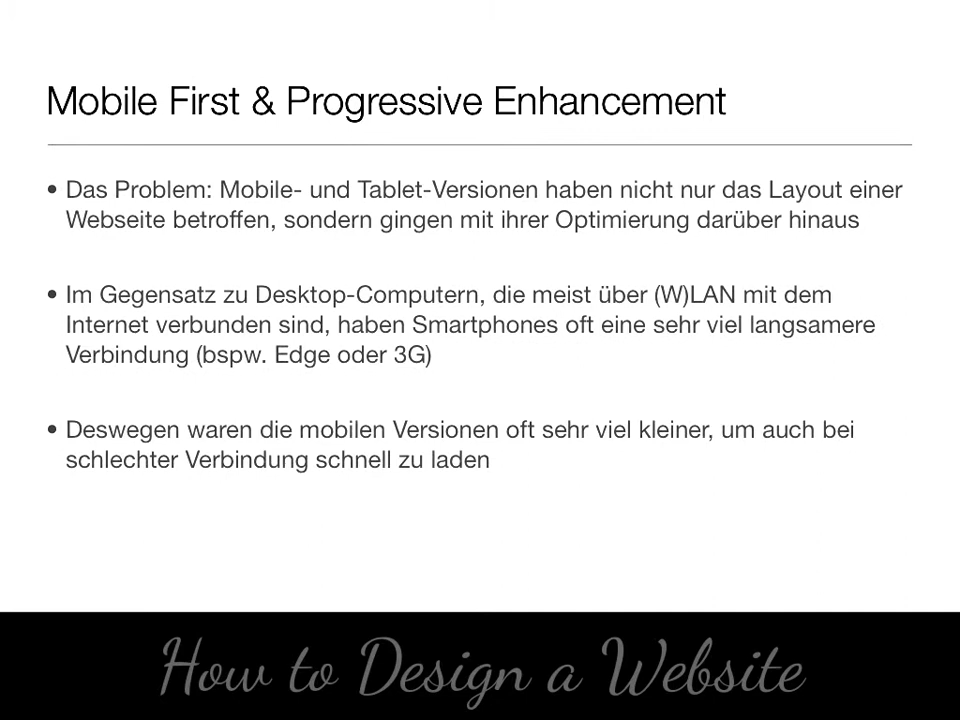 Mobile First & Progressive Enhancement
• Das Problem: Mobile- und Tablet-Versionen haben nicht nur das Layout einer
Webseite betroffen, sondern gingen mit ihrer Optimierung darüber hinaus
• Im Gegensatz zu Desktop-Computern, die meist über (W)LAN mit dem
Internet verbunden sind, haben Smartphones oft eine sehr viel langsamere
Verbindung (bspw. Edge oder 3G)
• Deswegen waren die mobilen Versionen oft sehr viel kleiner, um auch bei
schlechter Verbindung schnell zu laden
How to Design a Website